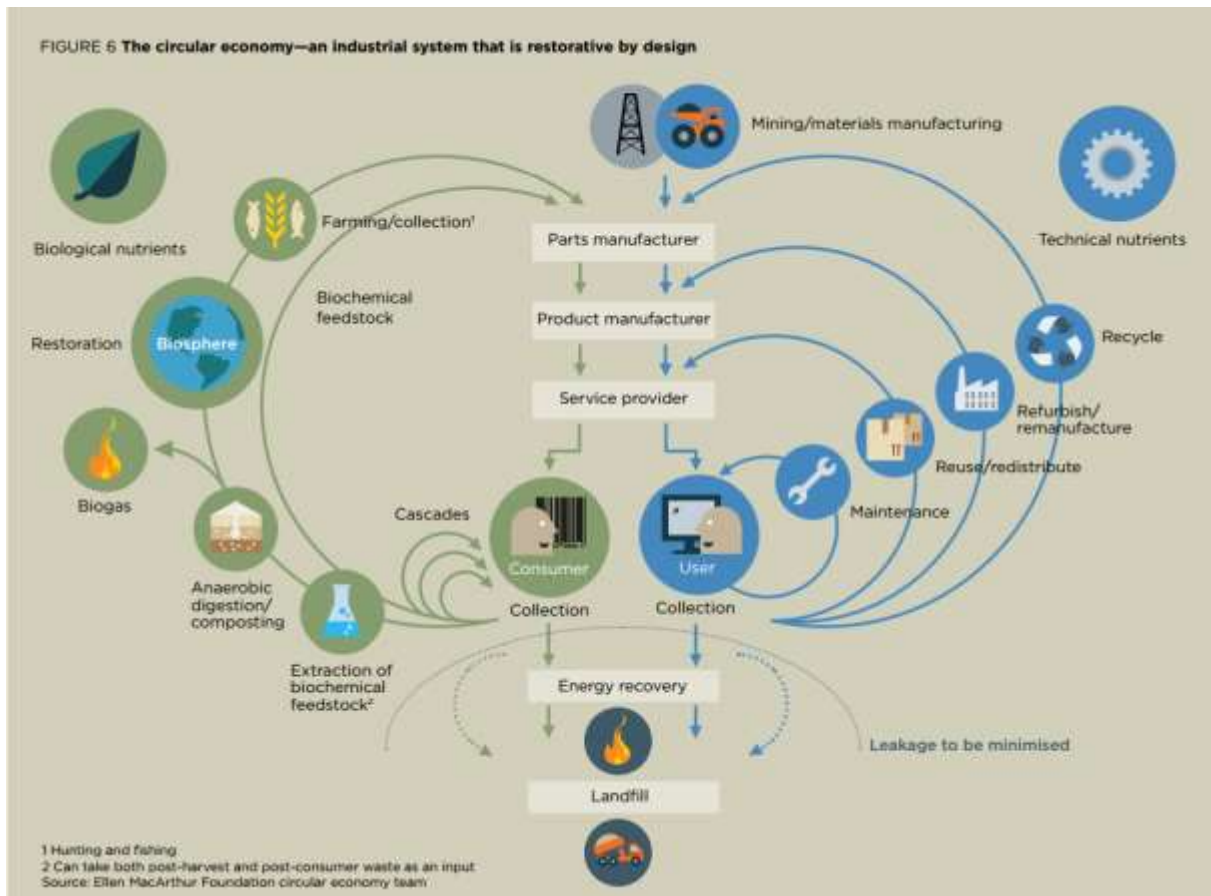 FIGURE 6 The circular economy—an industrial system that is restorative by design
Mining/materials manufacturing
Biological nutrients
Farming/collection¹
Parts manufacturer
Technical nutrients
Biochemical
feedstock
Product manufacturer
Restoration
Biosphere
Recycle
Service provider
Refurbish/
remanufacture
Reuse/redistribute
Biogas
Cascades
Maintenance
Consumer
User
Anaerobic
digestion/
composting
Collection
Collection
Extraction of
biochemical
feedstock²
Energy recovery
Leakage to be minimised
Landfill
1 Hunting and fishing
2 Can take both post-harvest and post-consumer waste as an input
Source: Ellen MacArthur Foundation circular economy team